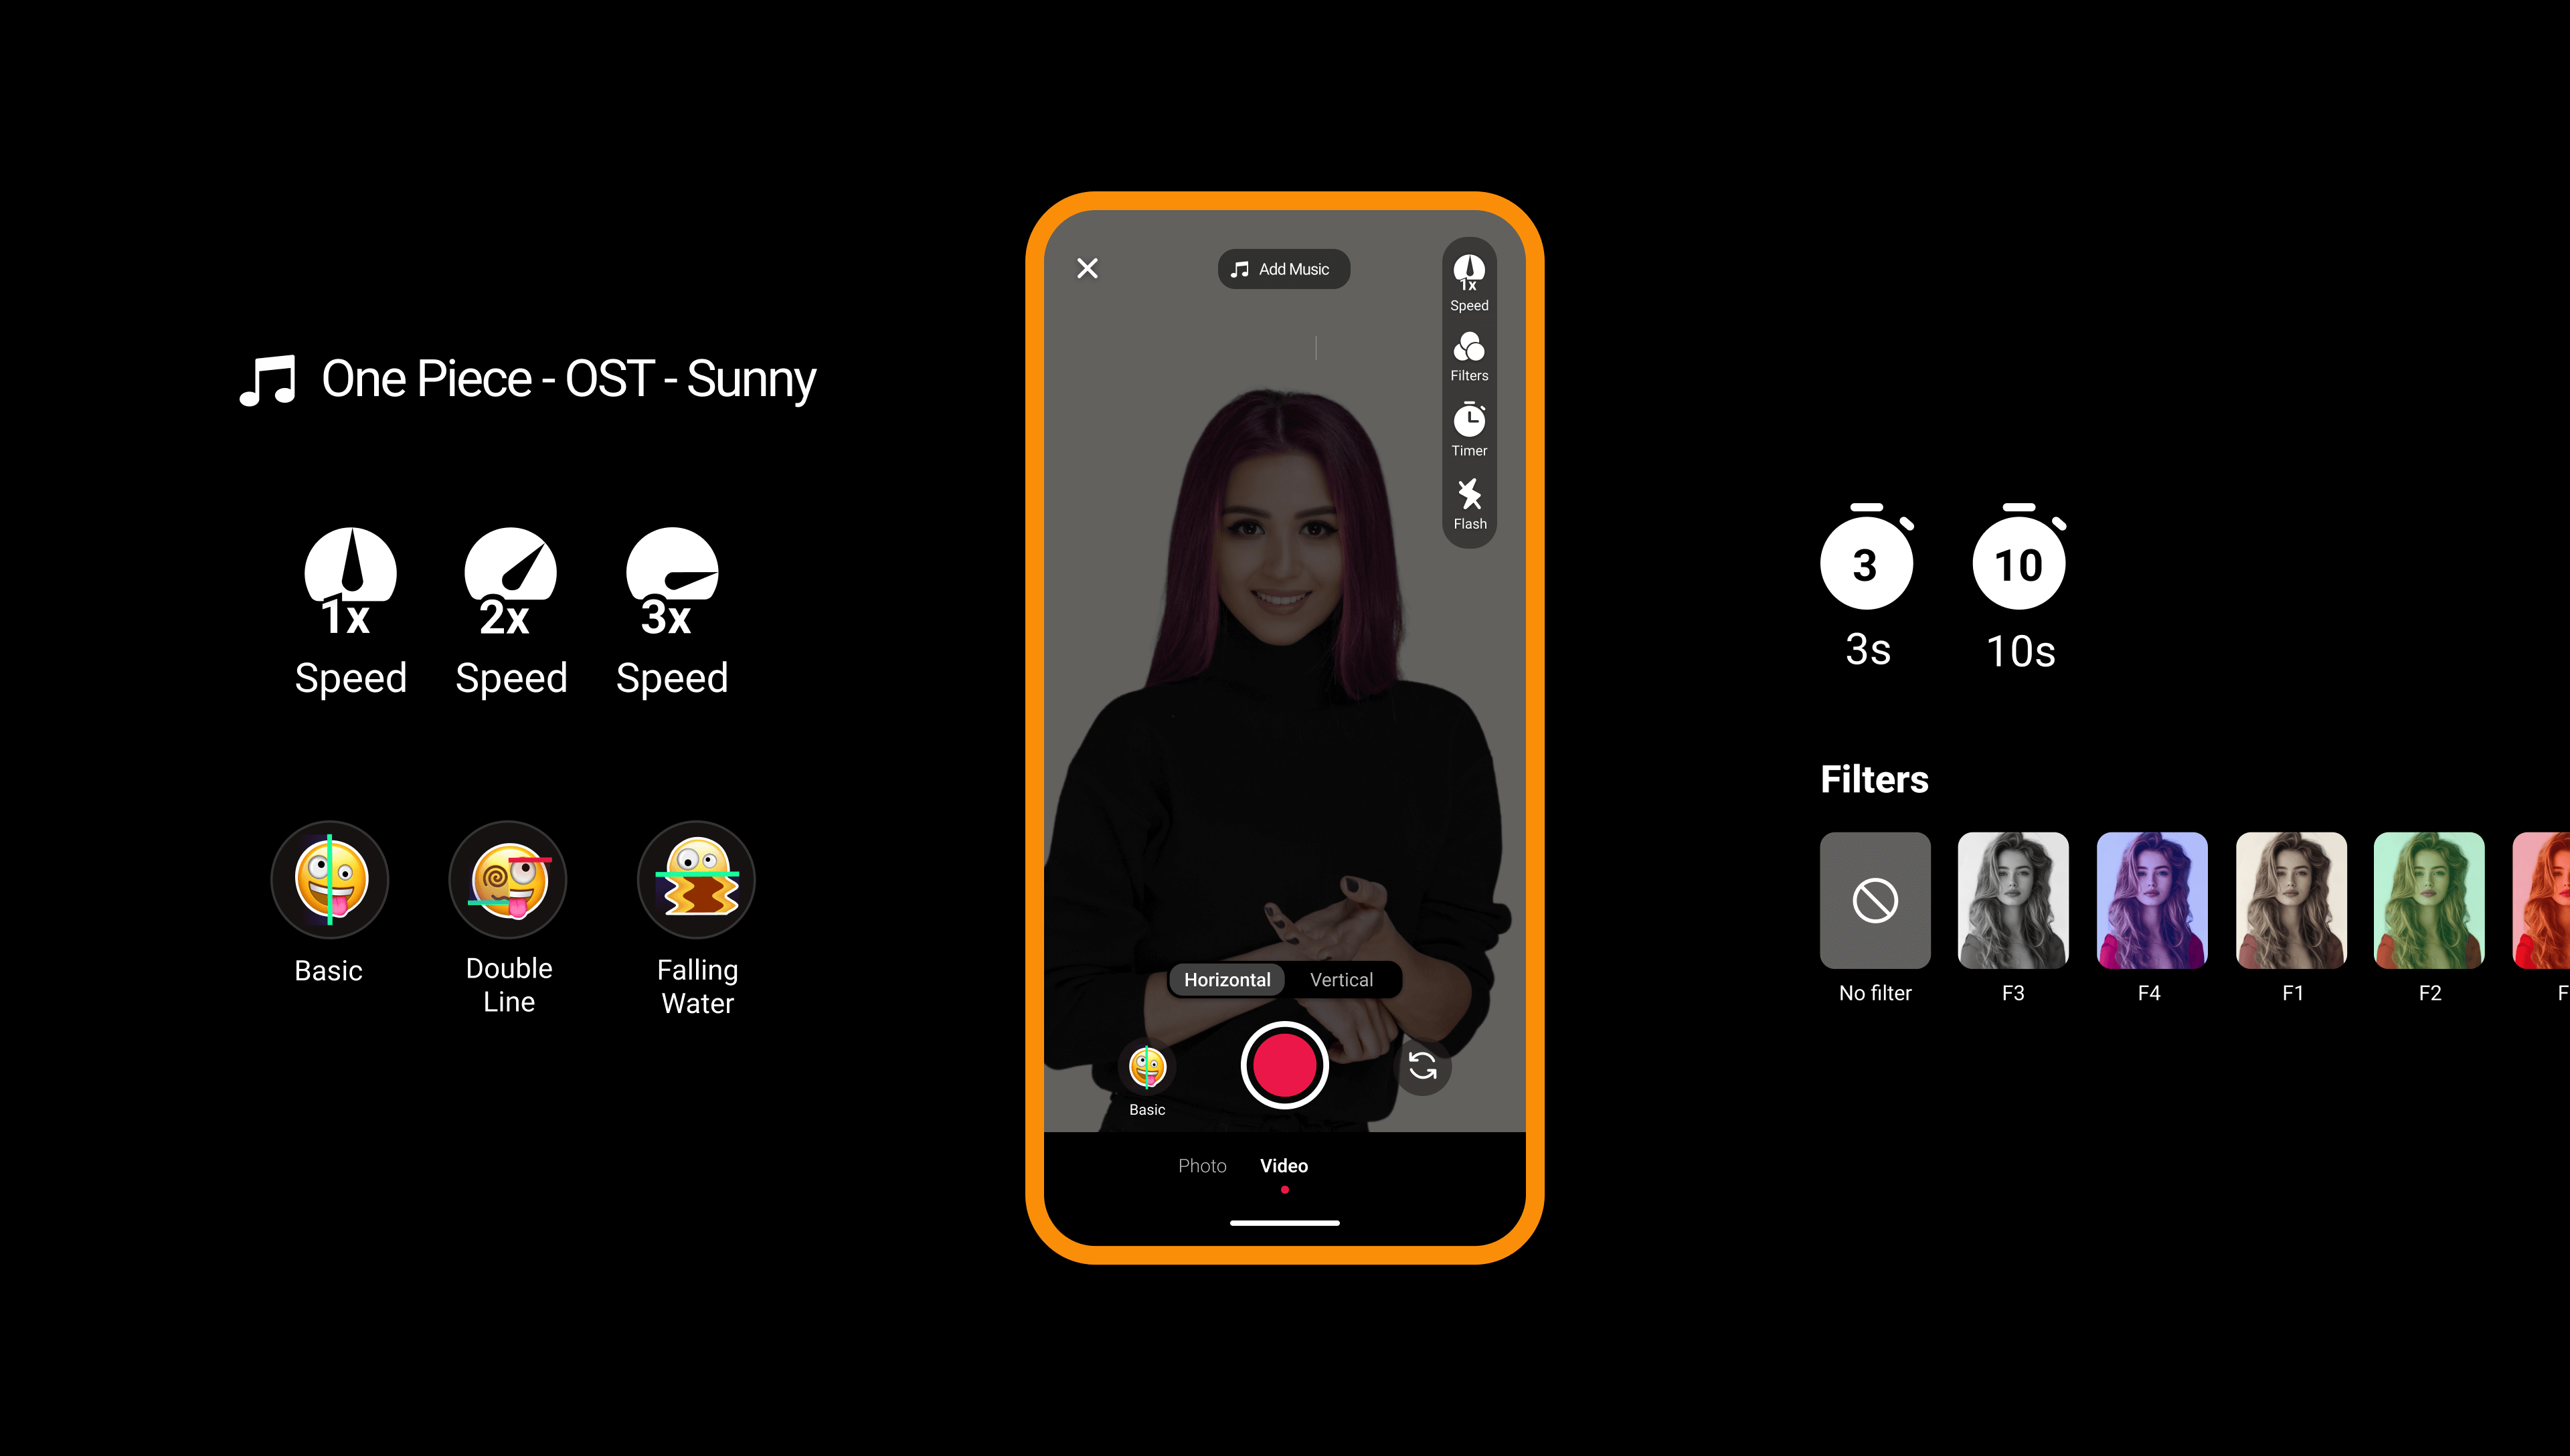 One Piece - OST - Sunny
1x
Speed
2x
Speed
3x
Speed
Basic
Double
Line
Falling
Water
Add Music
1x
Speed
Filters
Timer
Flash
Horizontal
Vertical
Basic
Photo
Video
3
3s
10
10s
Filters
No filter
F3
F4
F1
F2
F